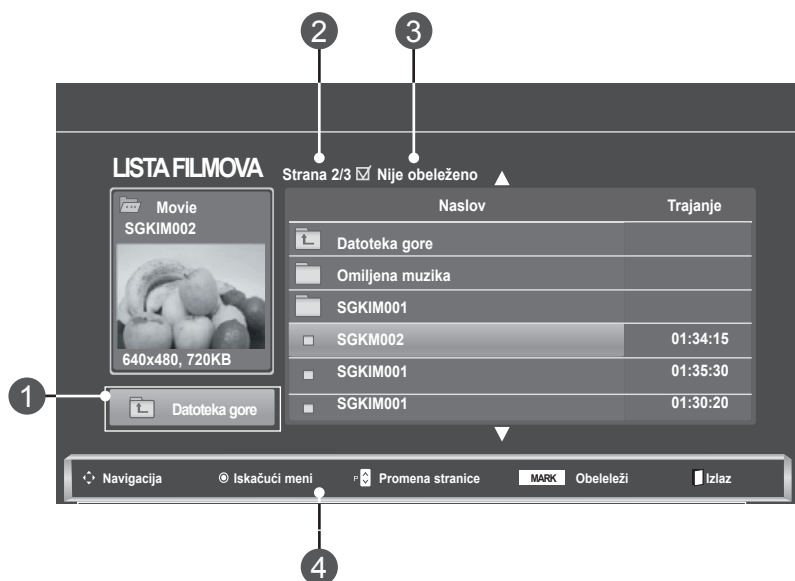 2 3
LISTA FILMOVA
Strana 2/3 Nije obeleženo
Movie
SGKIM002
640x480, 720KB
1
Datoteka gore
Naslov Trajanje
Datoteka gore
Omiljena muzika
SGKIM001
SGKM002 01:34:15
SGKIM001 01:35:30
SGKIM001 01:30:20
Navigacija Iskačući meni P Promena stranice MARK Obeleleži Izlaz
4